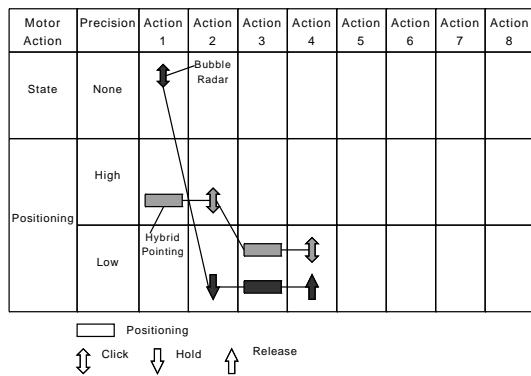 Motor Action Precision Action 1 Action 2 Action 3 Action 4 Action 5 Action 6 Action 7 Action 8
Bubble Radar
State None
High
Positioning
Hybrid Pointing
Low
Positioning
Click Hold Release